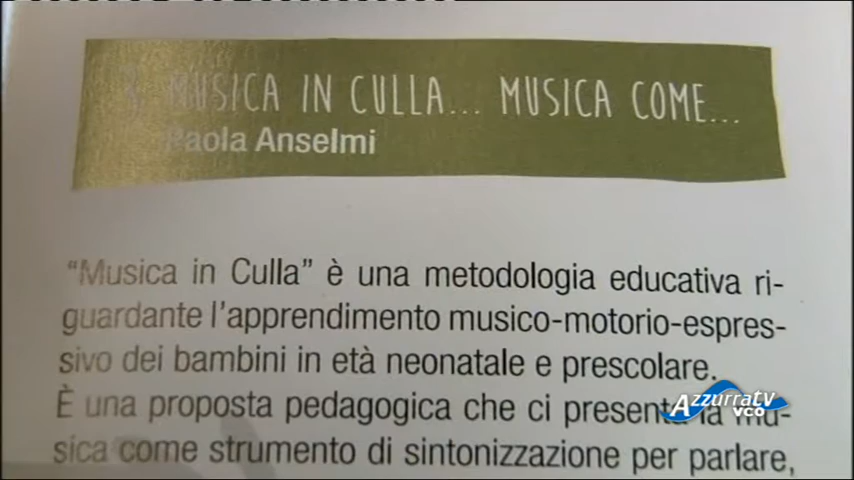 MUSICA IN CULLA... MUSICA COME...
Paola Anselmi
"Musica in Culla" è una metodologia educativa ri-
guardante l'apprendimento musico-motorio-espres-
sivo dei bambini in età neonatale e prescolare.
È una proposta pedagogica che ci presenta la mu-
sica come strumento di sintonizzazione per parlare,
Azzurratv
VCO